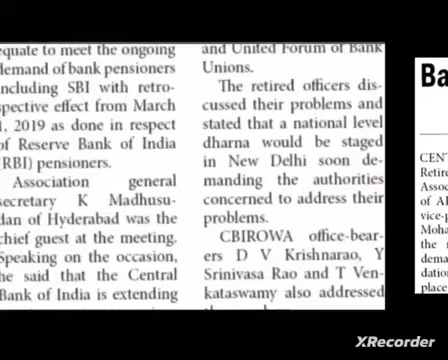 equate to meet the ongoing
demand of bank pensioners
including SBI with retro-
spective effect from March
1, 2019 as done in respect
of Reserve Bank of India
(RBI) pensioners.
Association general
secretary K Madhusu-
dan of Hyderabad was the
chief guest at the meeting.
Speaking on the occasion,
he said that the Central
Bank of India is extending
and United Forum of Bank
Unions.
The retired officers dis-
cussed their problems and
stated that a national level
dharna would be staged
in New Delhi soon de-
manding the authorities
concerned to address their
problems.
CBIROWA office-bear-
ers D V Krishnarao, Y
Srinivasa Rao and T Ven-
kataswamy also addressed
Ba
CENT
Retire
Assoc
of AI
vice-p
Moha
the
dema
dation
place
XRecorder